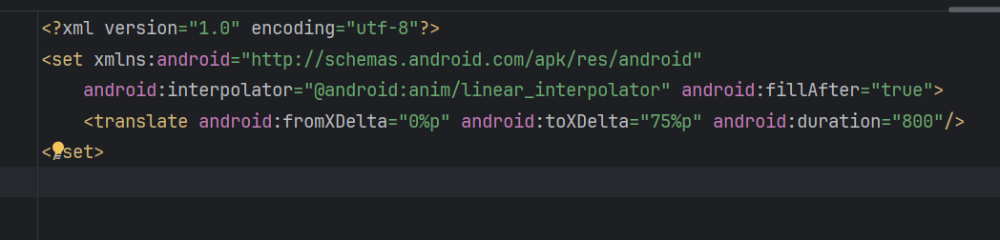 <?xml version="1.0" encoding="utf-8"?>
<set xmlns:android="http://schemas.android.com/apk/res/android"
    android:interpolator="@android:anim/linear_interpolator" android:fillAfter="true">
    <translate android:fromXDelta="0%p" android:toXDelta="75%p" android:duration="800"/>
</set>